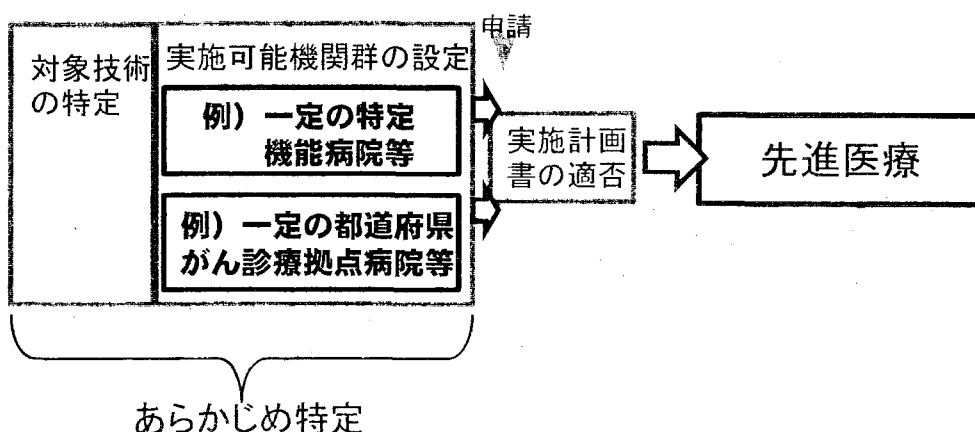 申請
対象技術
の特定
実施可能機関群の設定
例）一定の特定
機能病院等
例）一定の都道府県
がん診療拠点病院等
実施計画
書の適否
先進医療
あらかじめ特定